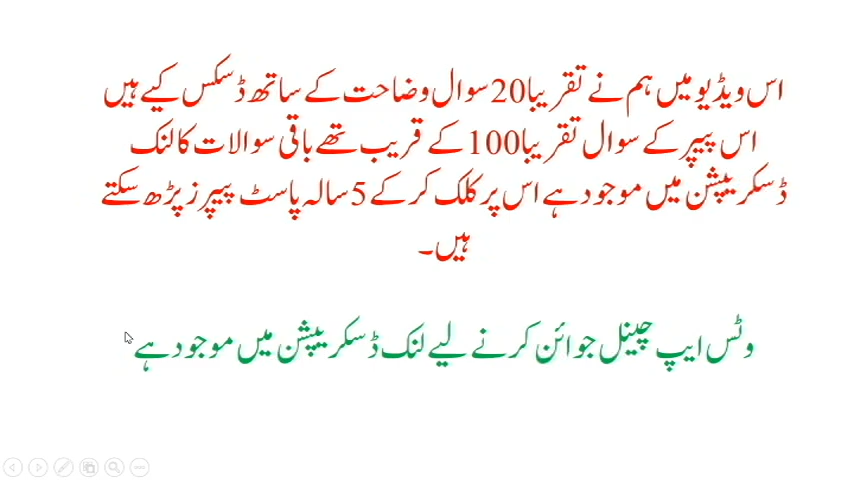 اس ویڈیو میں ہم نے تقریبا 20 سوال وضاحت کے ساتھ ڈسکس کیے ہیں
اس پیپر کے سوال تقریبا 100 کے قریب تھے باقی سوالات کا لنک
ڈسکریپشن میں موجود ہے اس پر کلک کر کے 5 سالہ پاسٹ پیپرز پڑھ سکتے
ہیں۔
وٹس ایپ چینل جوائن کرنے لیے لنک ڈسکریپشن میں موجود ہے